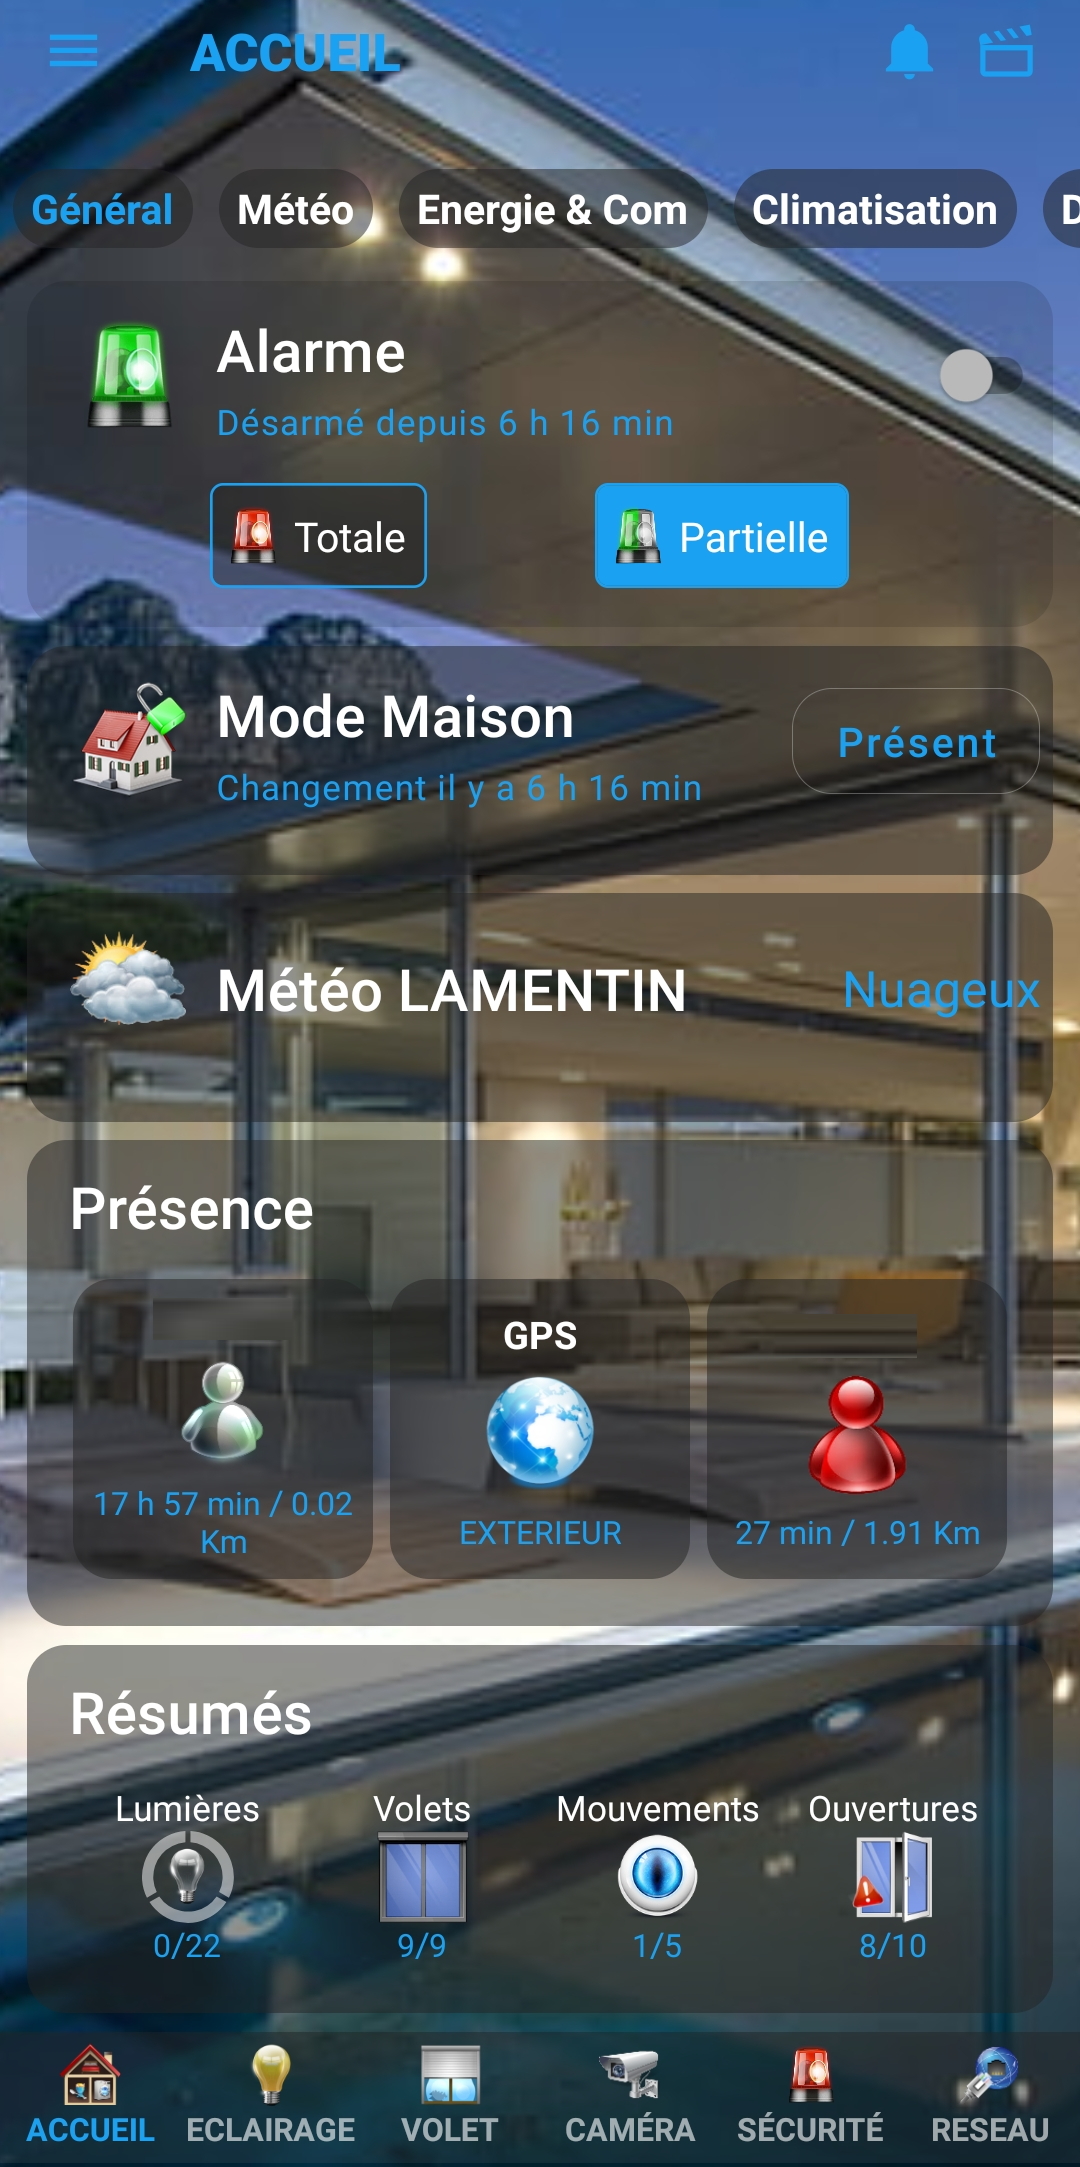 ACCUEIL
Général Météo Energie & Com Climatisation D
Alarme
Désarmé depuis 6 h 16 min
Totale Partielle
Mode Maison
Présent
Changement il y a 6 h 16 min
Météo LAMENTIN
Nuageux
Présence
GPS
17 h 57 min / 0.02
Km
EXTERIEUR
27 min / 1.91 Km
Résumés
Lumières Volets Mouvements Ouvertures
0/22 9/9 1/5 8/10
ACCUEIL ECLAIRAGE VOLET CAMÉRA SÉCURITÉ RESEAU